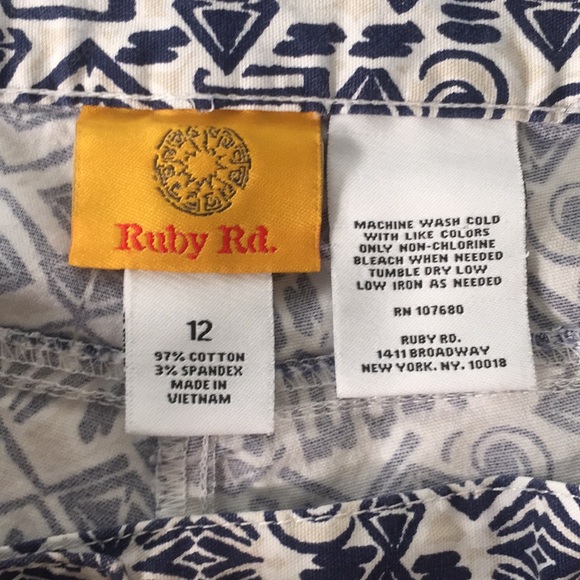 Ruby Rd.
12
97% COTTON
3% SPANDEX
MADE IN
VIETNAM
MACHINE WASH COLD
WITH LIKE COLORS
ONLY NON-CHLORINE
BLEACH WHEN NEEDED
TUMBLE DRY LOW
LOW IRON AS NEEDED
RN 107680
RUBY RD.
1411 BROADWAY
NEW YORK. NY. 10018